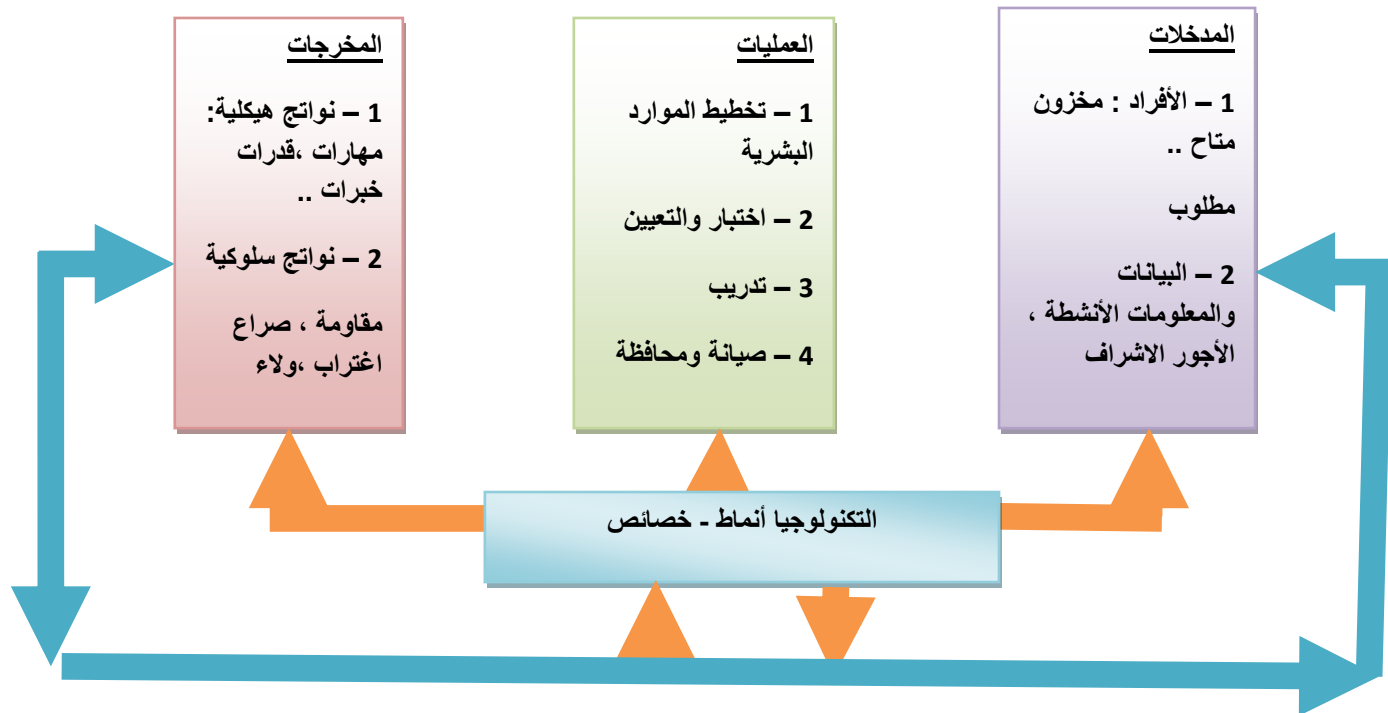 المدخلات
1 – الأفراد : مخزون
متاح ..
مطلوب
2 – البيانات
والمعلومات الأنشطة ،
الأجور الاشراف
العمليات
1 – تخطيط الموارد
البشرية
2 – اختبار والتعيين
3 – تدريب
4 – صيانة ومحافظة
المخرجات
1 – نواتج هيكلية:
مهارات ،قدرات
خبرات ..
2 – نواتج سلوكية
مقاومة ، صراع
اغتراب ،ولاء
التكنولوجيا أنماط - خصائص